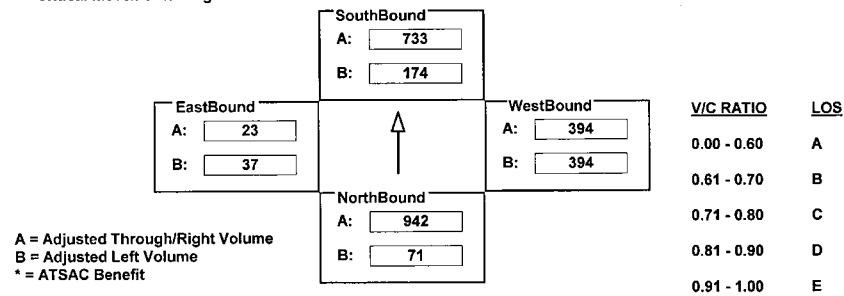 SouthBound
A: 733
B: 174
EastBound
A: 23
B: 37
WestBound
A: 394
B: 394
NorthBound
A: 942
B: 71
A = Adjusted Through/Right Volume
B = Adjusted Left Volume
* = ATSAC Benefit
V/C RATIO LOS
0.00 - 0.60 A
0.61 - 0.70 B
0.71 - 0.80 C
0.81 - 0.90 D
0.91 - 1.00 E